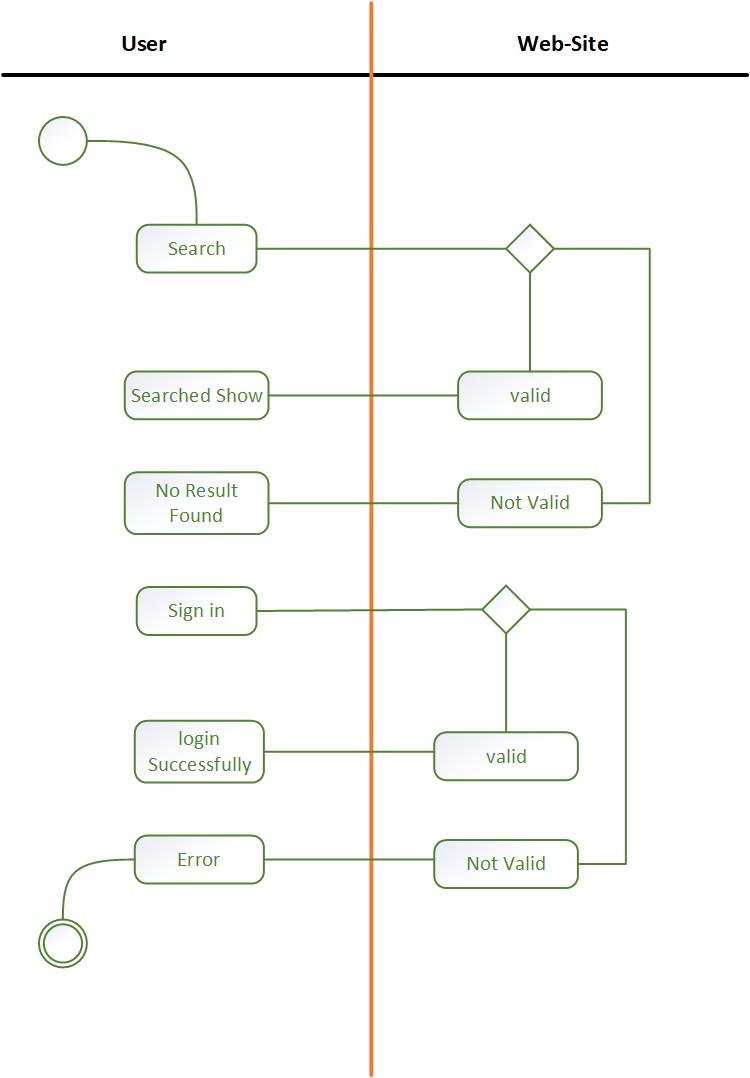 User
Web-Site
Search
Searched Show
valid
No Result
Found
Not Valid
Sign in
login
Successfully
valid
Error
Not Valid